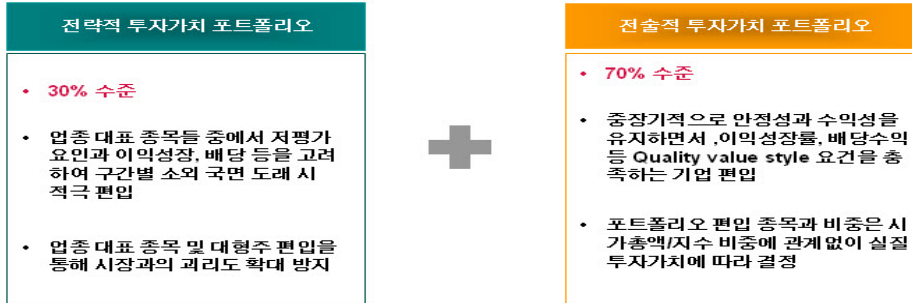 전략적 투자가치 포트폴리오
• 30% 수준
• 업종 대표 종목들 중에서 저평가
요인과 이익성장, 배당 등을 고려
하여 구간별 소외 국면 도래 시
적극 편입
• 업종 대표 종목 및 대형주 편입을
통해 시장과의 괴리도 확대 방지
전술적 투자가치 포트폴리오
• 70% 수준
• 중장기적으로 안정성과 수익성을
유지하면서 ,이익성장률, 배당수익
등 Quality value style 요건을 충
족하는 기업 편입
• 포트폴리오 편입 종목과 비중은 시
가총액/지수 비중에 관계없이 실질
투자가치에 따라 결정